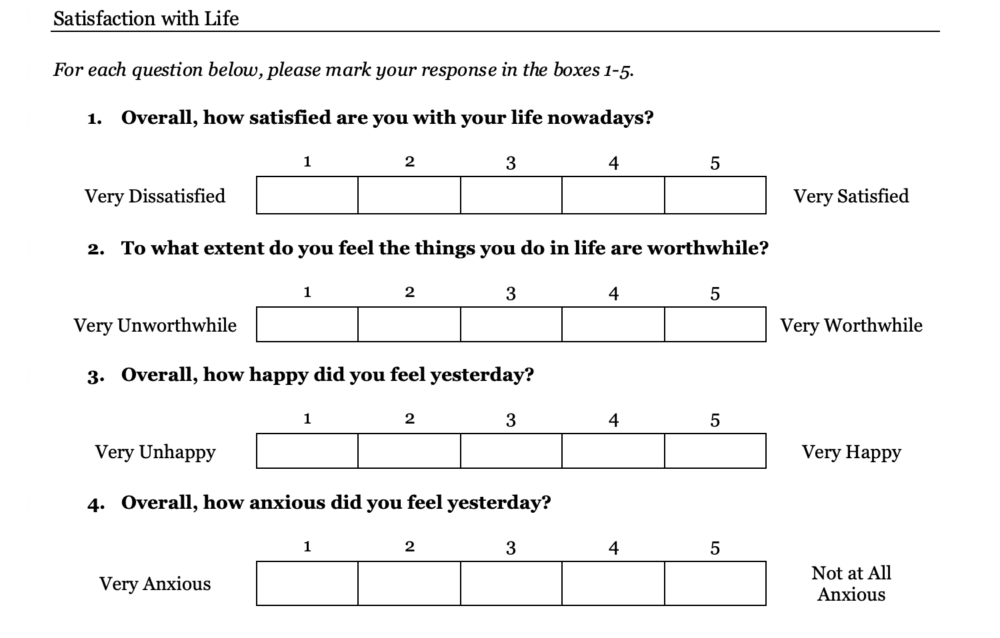 Satisfaction with Life
For each question below, please mark your response in the boxes 1-5.
1. Overall, how satisfied are you with your life nowadays?
1 2 3 4 5
Very Dissatisfied Very Satisfied
2. To what extent do you feel the things you do in life are worthwhile?
1 2 3 4 5
Very Unworthwhile Very Worthwhile
3. Overall, how happy did you feel yesterday?
1 2 3 4 5
Very Unhappy Very Happy
4. Overall, how anxious did you feel yesterday?
1 2 3 4 5
Very Anxious Not at All
Anxious